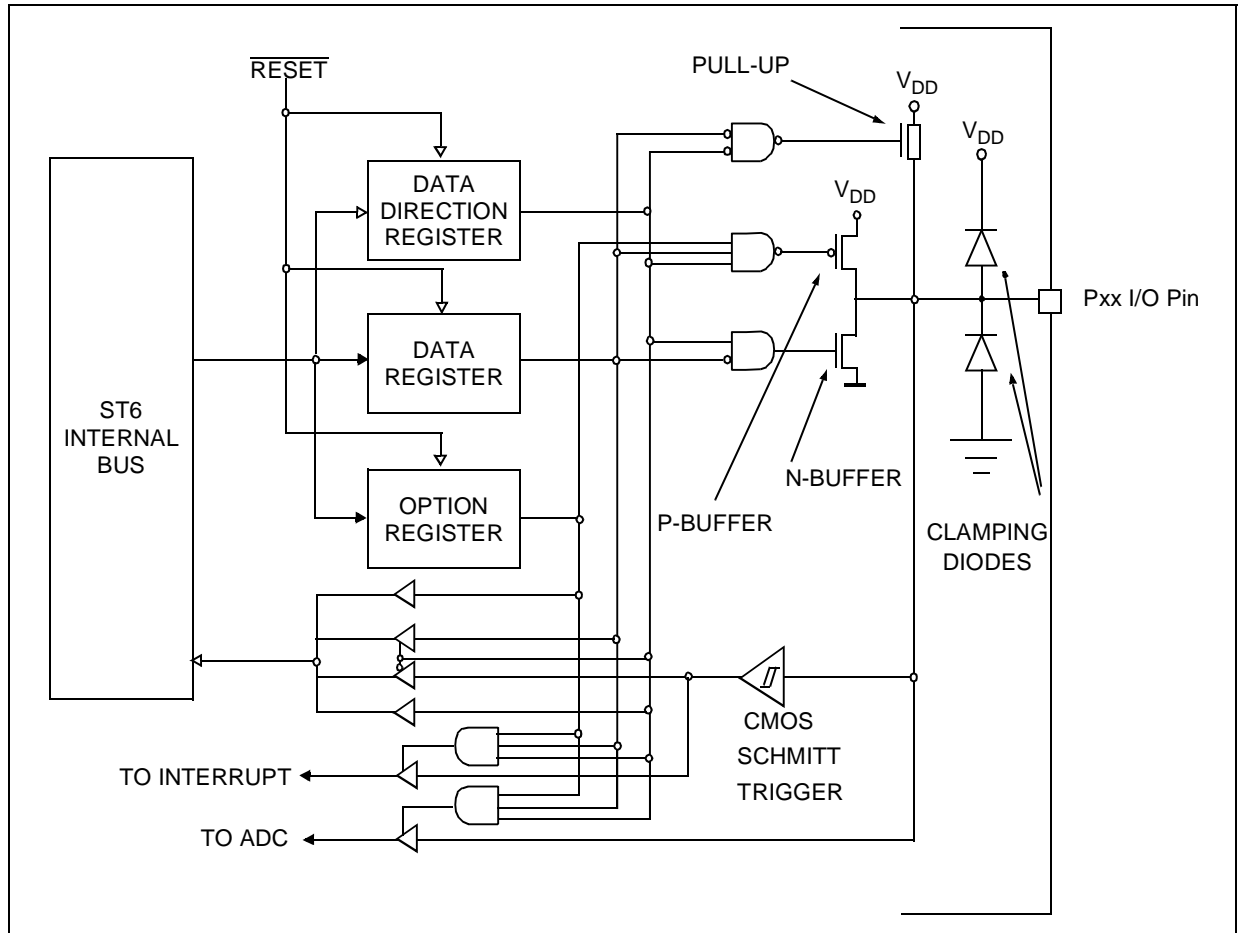 RESET
PULL-UP
VDD
VDD
DATA
DIRECTION
REGISTER
VDD
DATA
REGISTER
Pxx I/O Pin
ST6
INTERNAL
BUS
N-BUFFER
OPTION
REGISTER
P-BUFFER
CLAMPING
DIODES
CMOS
SCHMITT
TRIGGER
TO INTERRUPT
TO ADC